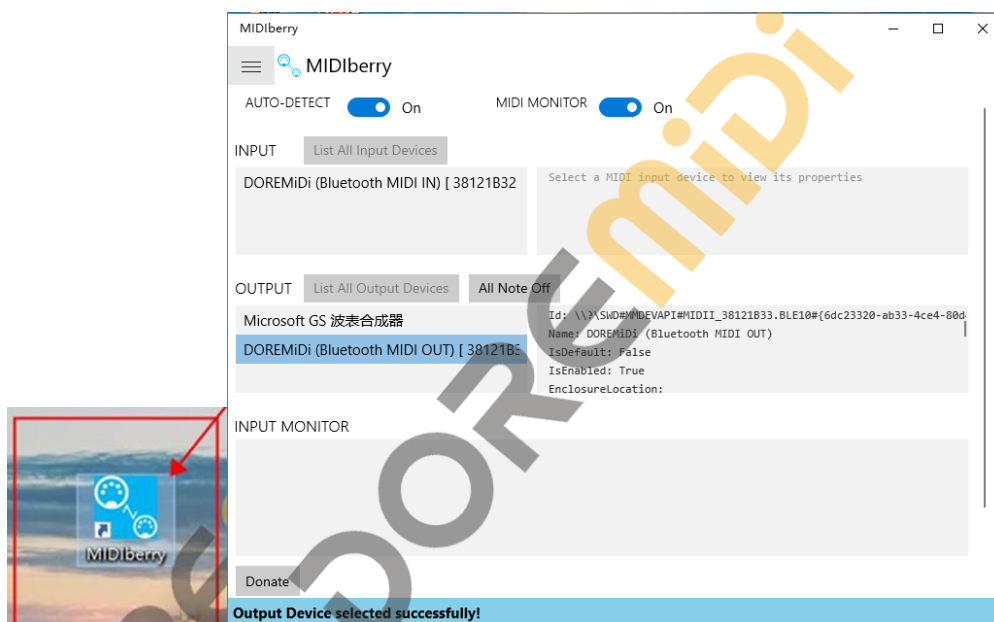 MIDIberry
MIDIberry
AUTO-DETECT On MIDI MONITOR On
INPUT List All Input Devices
DOREMiDi (Bluetooth MIDI IN) [ 38121B32
Select a MIDI input device to view its properties
OUTPUT List All Output Devices All Note Off
Microsoft GS 波表合成器
DOREMiDi (Bluetooth MIDI OUT) [ 38121B3
Id: \\?\SWD#MMDEVAPI#MIDII_38121B33.BLE10#{6dc23320-ab33-4ce4-80d4
Name: DOREMiDi (Bluetooth MIDI OUT)
IsDefault: False
IsEnabled: True
EnclosureLocation:
INPUT MONITOR
Donate
Output Device selected successfully!
MIDIberry
DOREMiDi